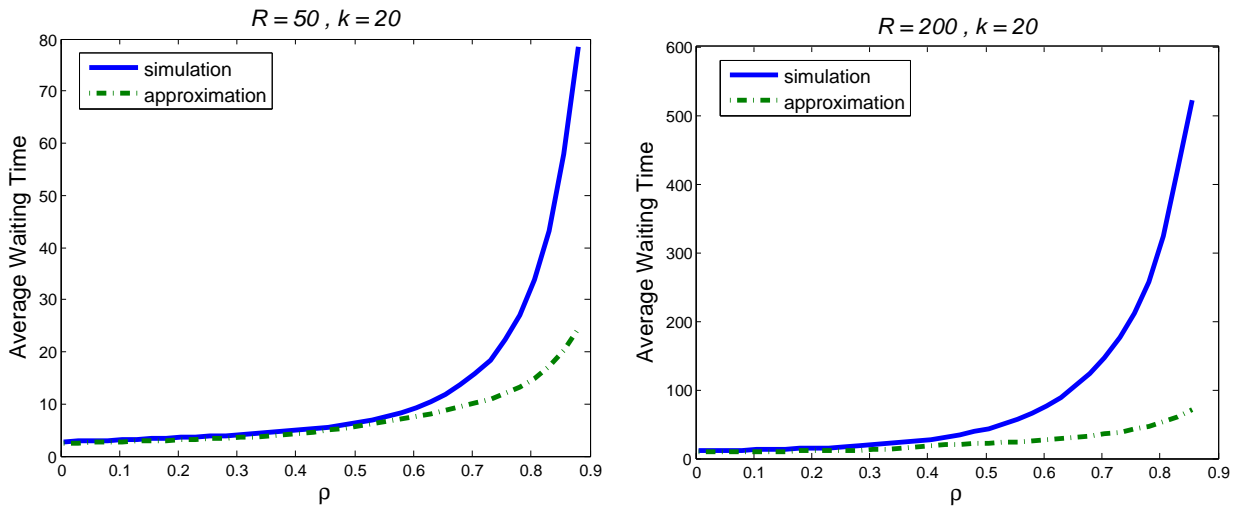 R = 50 , k = 20
80
70
60
50
40
30
20
10
0
Average Waiting Time
simulation
approximation
0 0.1 0.2 0.3 0.4 0.5 0.6 0.7 0.8 0.9
ρ
R = 200 , k = 20
600
500
400
300
200
100
0
Average Waiting Time
simulation
approximation
0 0.1 0.2 0.3 0.4 0.5 0.6 0.7 0.8 0.9
ρ